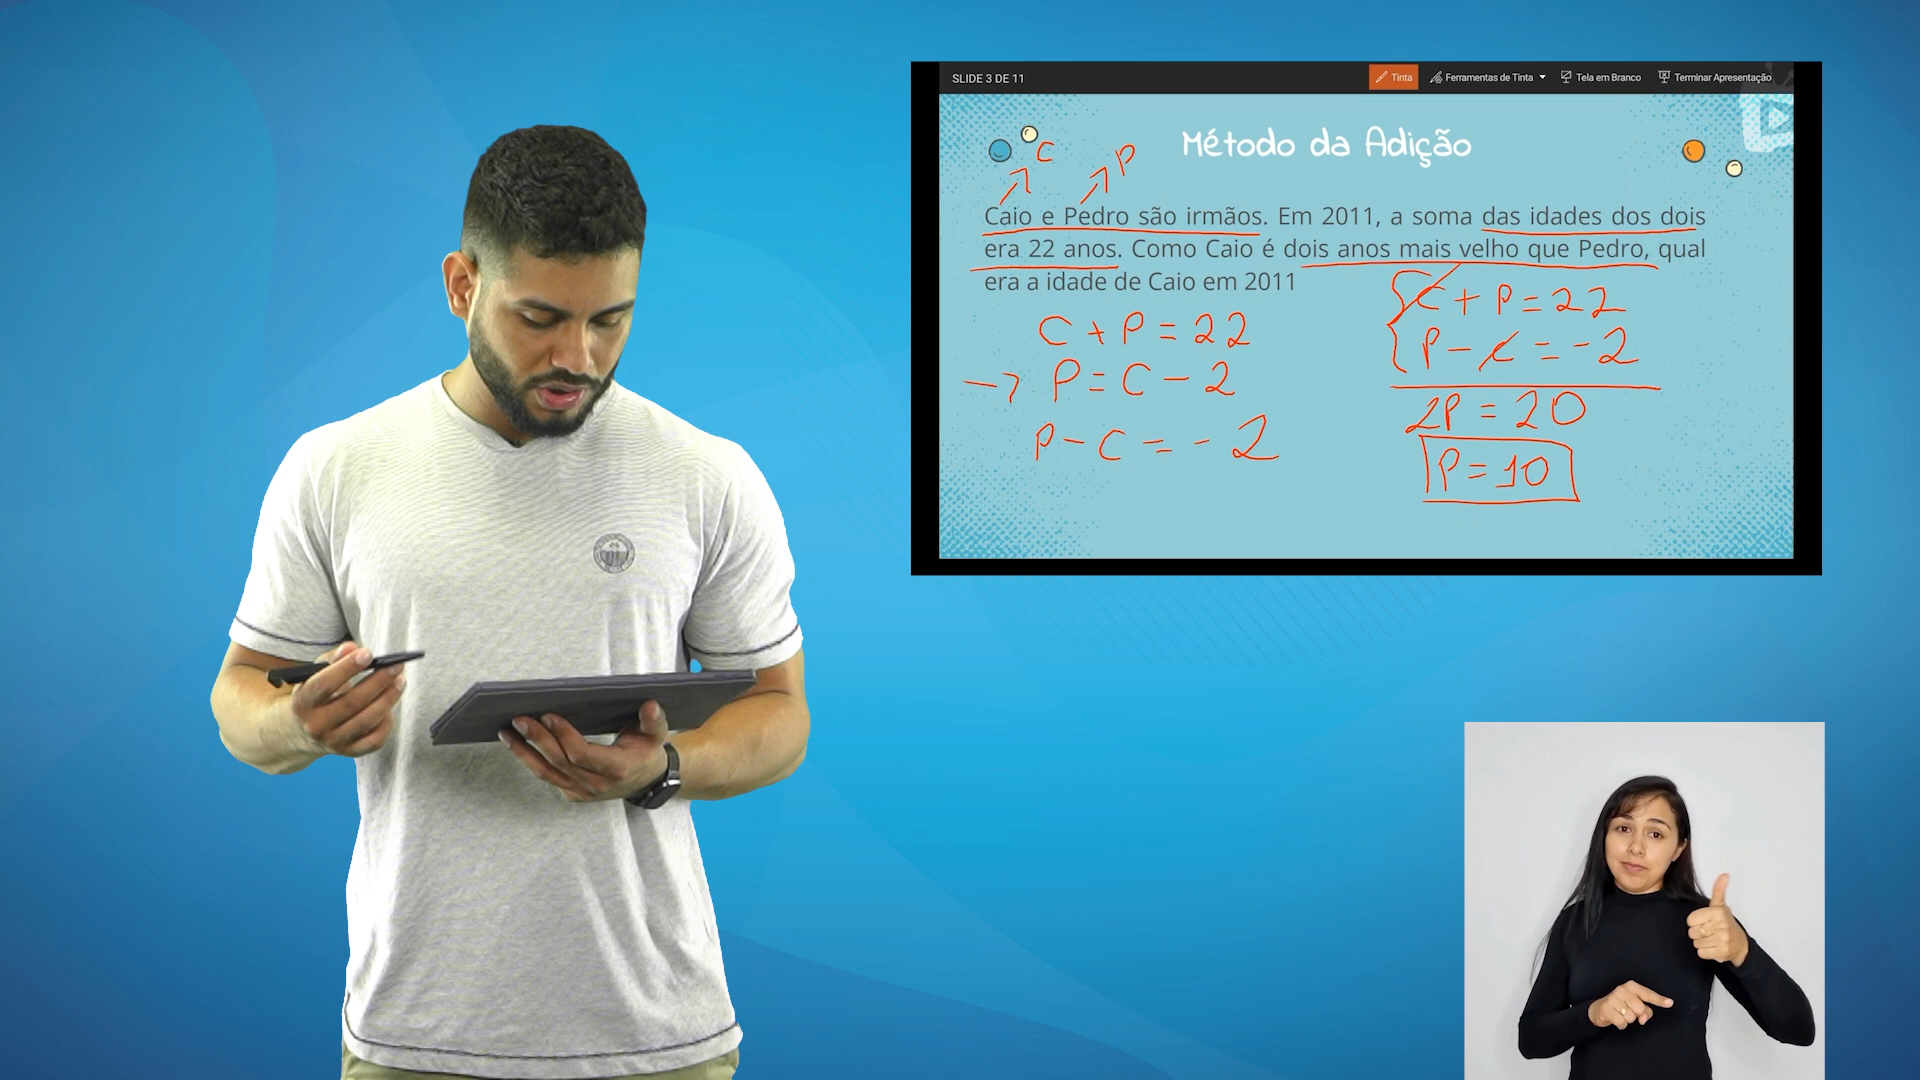 SLIDE 3 DE 11
Tinta
Ferramentas de Tinta
Tela em Branco
Terminar Apresentação
Método da Adição
C
P
Caio e Pedro são irmãos. Em 2011, a soma das idades dos dois
era 22 anos. Como Caio é dois anos mais velho que Pedro, qual
era a idade de Caio em 2011
C + P = 22
→ P = C - 2
P - C = - 2
C + P = 22
P - C = - 2
2P = 20
P = 10